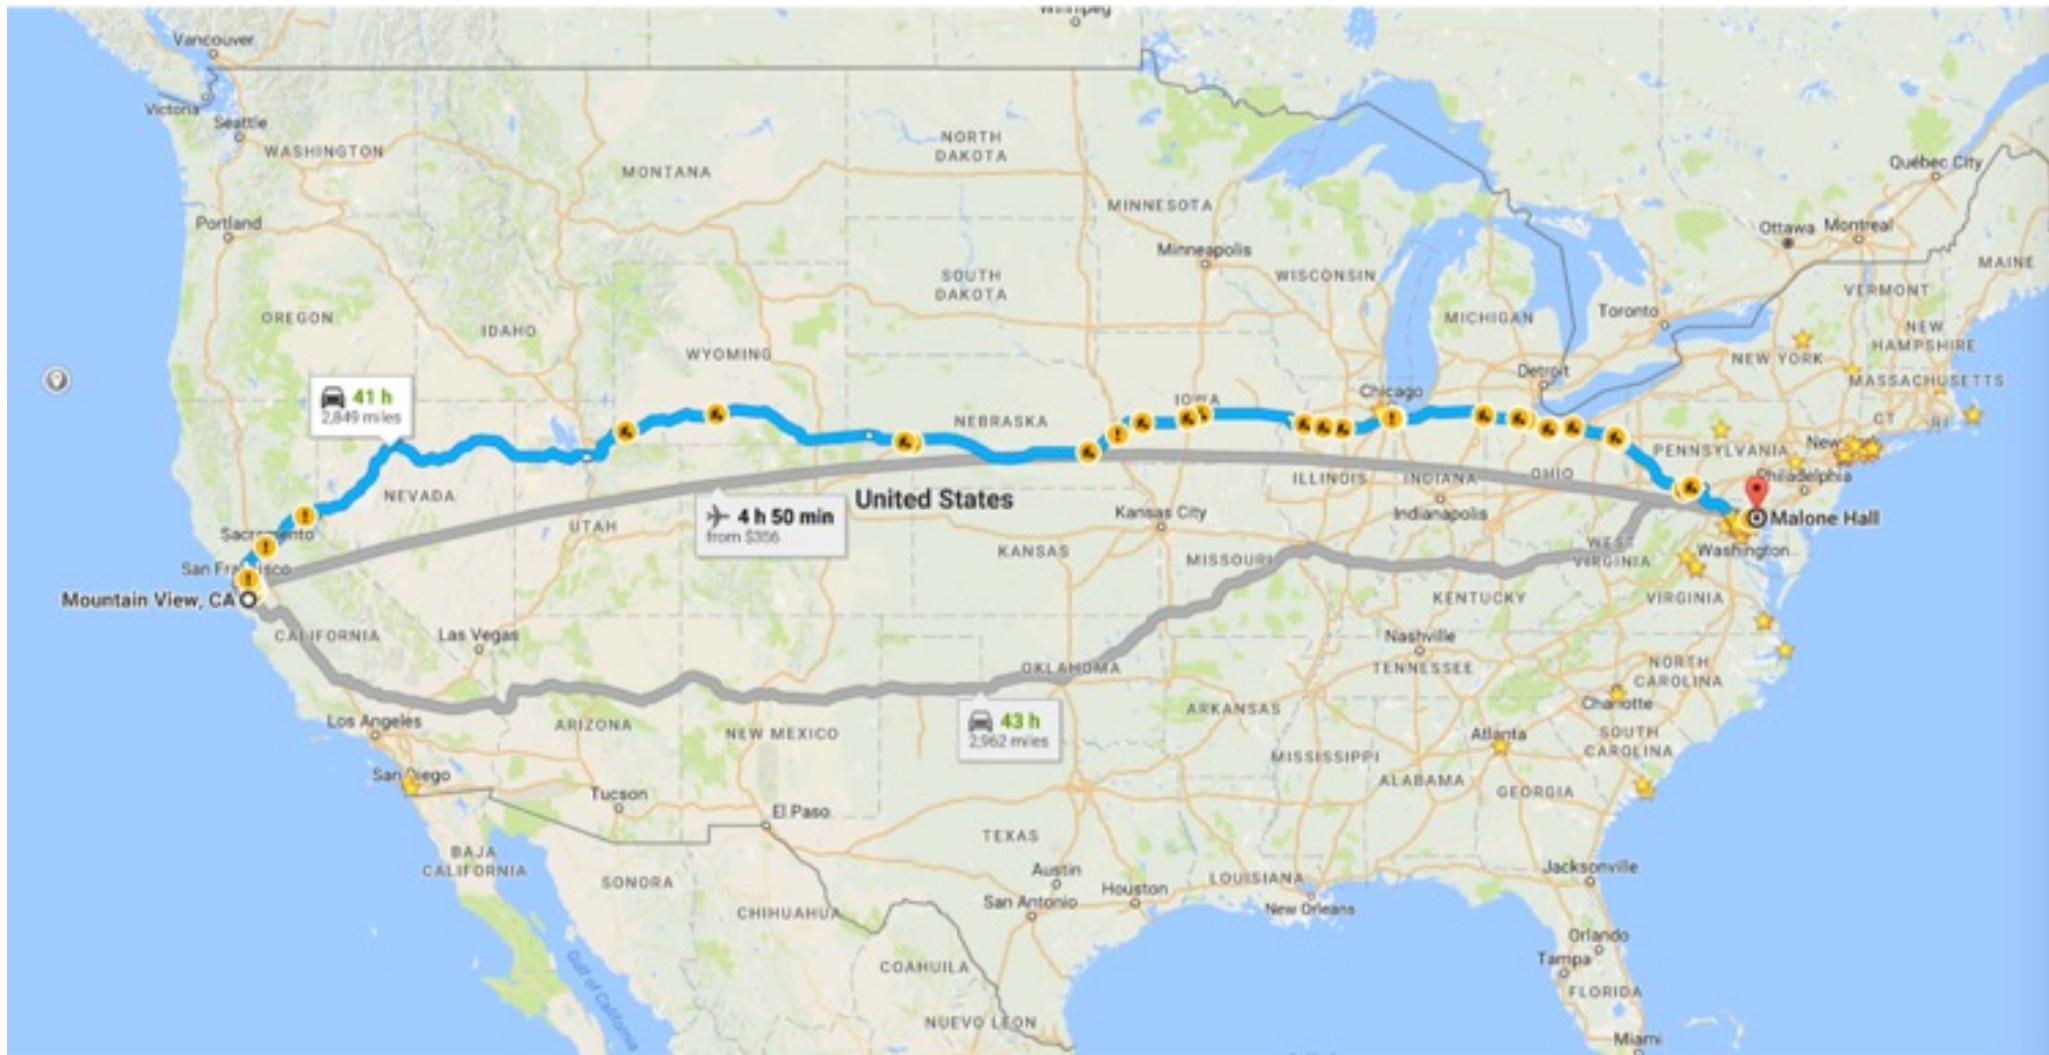 Winnipeg
Vancouver
Victoria
Seattle
WASHINGTON
MONTANA
NORTH
DAKOTA
MINNESOTA
Québec City
Portland
Minneapolis
Ottawa
Montreal
MAINE
SOUTH
DAKOTA
WISCONSIN
VERMONT
OREGON
IDAHO
MICHIGAN
Toronto
NEW
HAMPSHIRE
WYOMING
NEW YORK
41 h
2,849 miles
Chicago
Detroit
MASSACHUSETTS
IOWA
NEBRASKA
CT
RI
PENNSYLVANIA
New
Philadelphia
NEVADA
ILLINOIS
INDIANA
OHIO
United States
4 h 50 min
from $356
UTAH
Kansas City
Indianapolis
Malone Hall
Sacramento
KANSAS
MISSOURI
WEST
VIRGINIA
Washington
San Francisco
Mountain View, CA
KENTUCKY
VIRGINIA
CALIFORNIA
Las Vegas
Nashville
OKLAHOMA
TENNESSEE
NORTH
CAROLINA
Charlotte
Los Angeles
ARIZONA
NEW MEXICO
43 h
2,962 miles
ARKANSAS
Atlanta
SOUTH
CAROLINA
MISSISSIPPI
San Diego
ALABAMA
GEORGIA
Tucson
El Paso
TEXAS
BAJA
CALIFORNIA
SONORA
Austin
Houston
LOUISIANA
Jacksonville
San Antonio
New Orleans
CHIHUAHUA
Orlando
Tampa
COAHUILA
Gulf of California
FLORIDA
NUEVO LEON
Miami